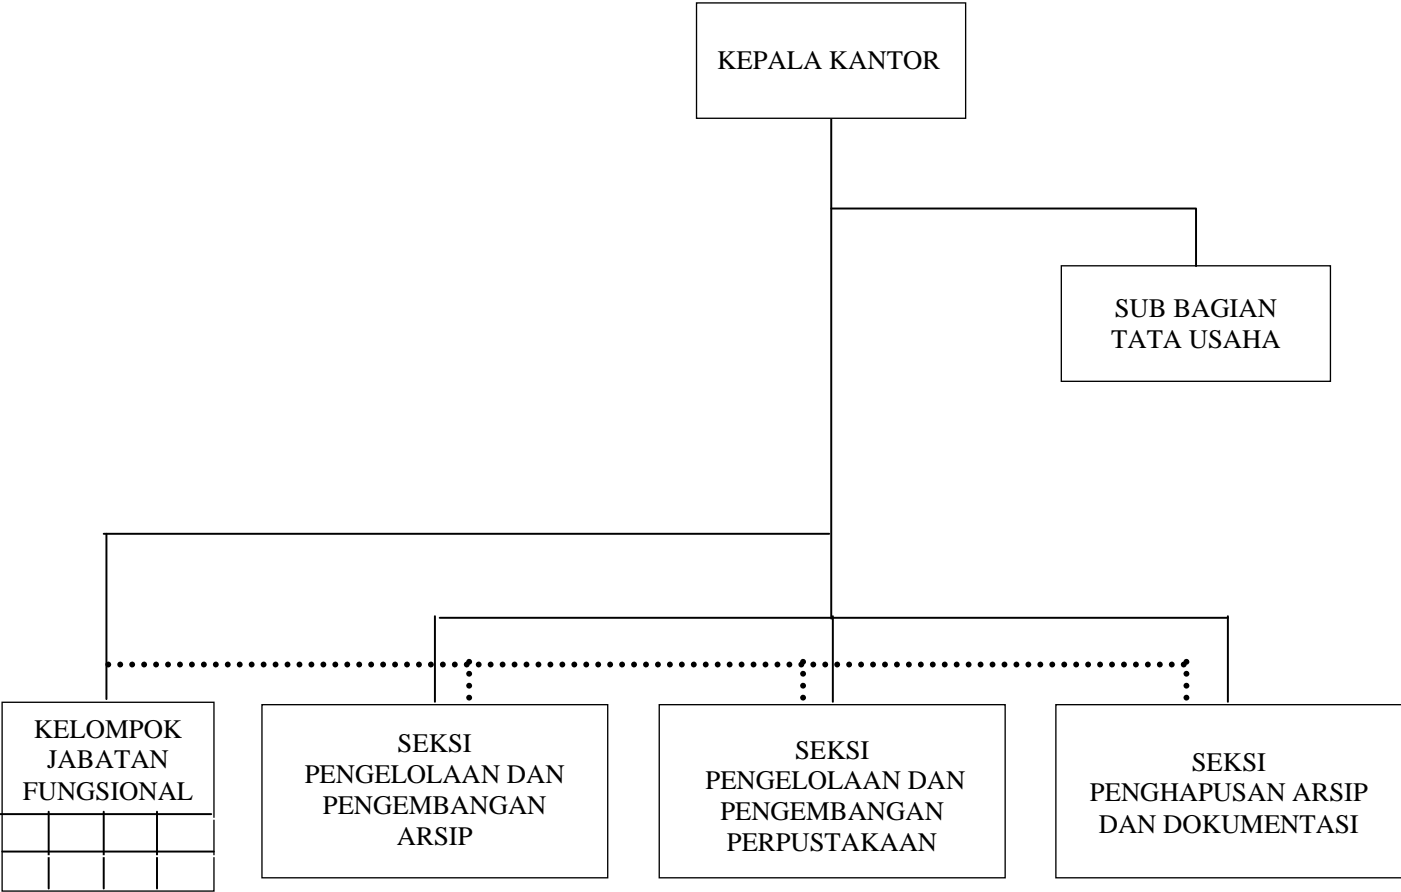 KEPALA KANTOR
SUB BAGIAN
TATA USAHA
KELOMPOK
JABATAN
FUNGSIONAL
SEKSI
PENGELOLAAN DAN
PENGEMBANGAN
ARSIP
SEKSI
PENGELOLAAN DAN
PENGEMBANGAN
PERPUSTAKAAN
SEKSI
PENGHAPUSAN ARSIP
DAN DOKUMENTASI